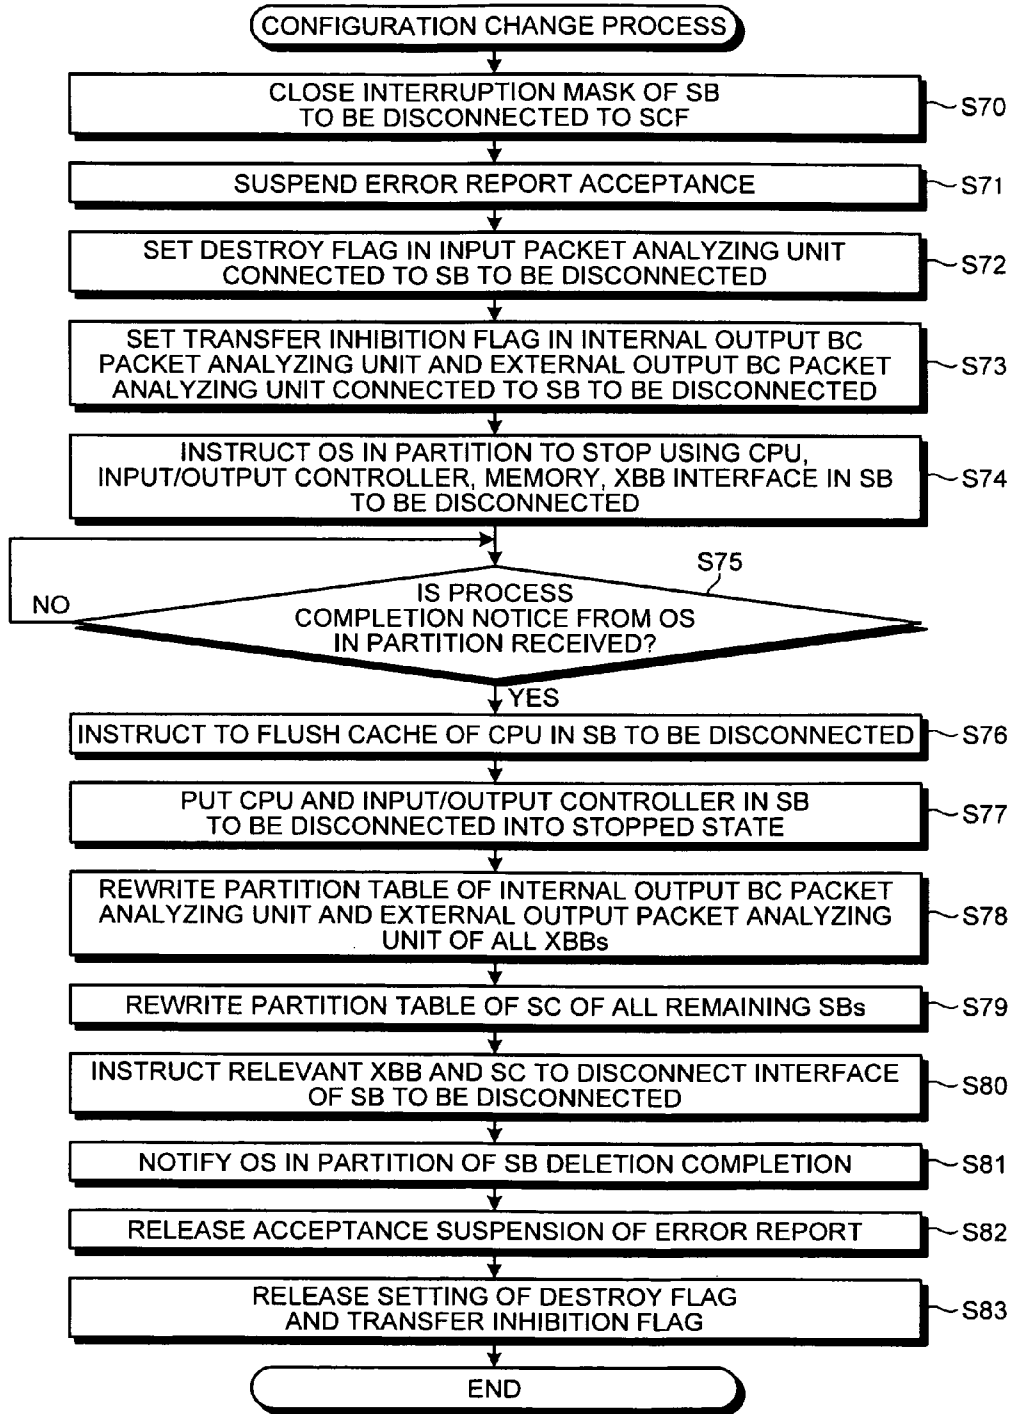 CONFIGURATION CHANGE PROCESS
CLOSE INTERRUPTION MASK OF SB
TO BE DISCONNECTED TO SCF
S70
SUSPEND ERROR REPORT ACCEPTANCE
S71
SET DESTROY FLAG IN INPUT PACKET ANALYZING UNIT
CONNECTED TO SB TO BE DISCONNECTED
S72
SET TRANSFER INHIBITION FLAG IN INTERNAL OUTPUT BC
PACKET ANALYZING UNIT AND EXTERNAL OUTPUT BC PACKET
ANALYZING UNIT CONNECTED TO SB TO BE DISCONNECTED
S73
INSTRUCT OS IN PARTITION TO STOP USING CPU,
INPUT/OUTPUT CONTROLLER, MEMORY, XBB INTERFACE IN SB
TO BE DISCONNECTED
S74
S75
IS PROCESS
COMPLETION NOTICE FROM OS
IN PARTITION RECEIVED?
NO
YES
INSTRUCT TO FLUSH CACHE OF CPU IN SB TO BE DISCONNECTED
S76
PUT CPU AND INPUT/OUTPUT CONTROLLER IN SB
TO BE DISCONNECTED INTO STOPPED STATE
S77
REWRITE PARTITION TABLE OF INTERNAL OUTPUT BC PACKET
ANALYZING UNIT AND EXTERNAL OUTPUT PACKET ANALYZING
UNIT OF ALL XBBs
S78
REWRITE PARTITION TABLE OF SC OF ALL REMAINING SBs
S79
INSTRUCT RELEVANT XBB AND SC TO DISCONNECT INTERFACE
OF SB TO BE DISCONNECTED
S80
NOTIFY OS IN PARTITION OF SB DELETION COMPLETION
S81
RELEASE ACCEPTANCE SUSPENSION OF ERROR REPORT
S82
RELEASE SETTING OF DESTROY FLAG
AND TRANSFER INHIBITION FLAG
S83
END